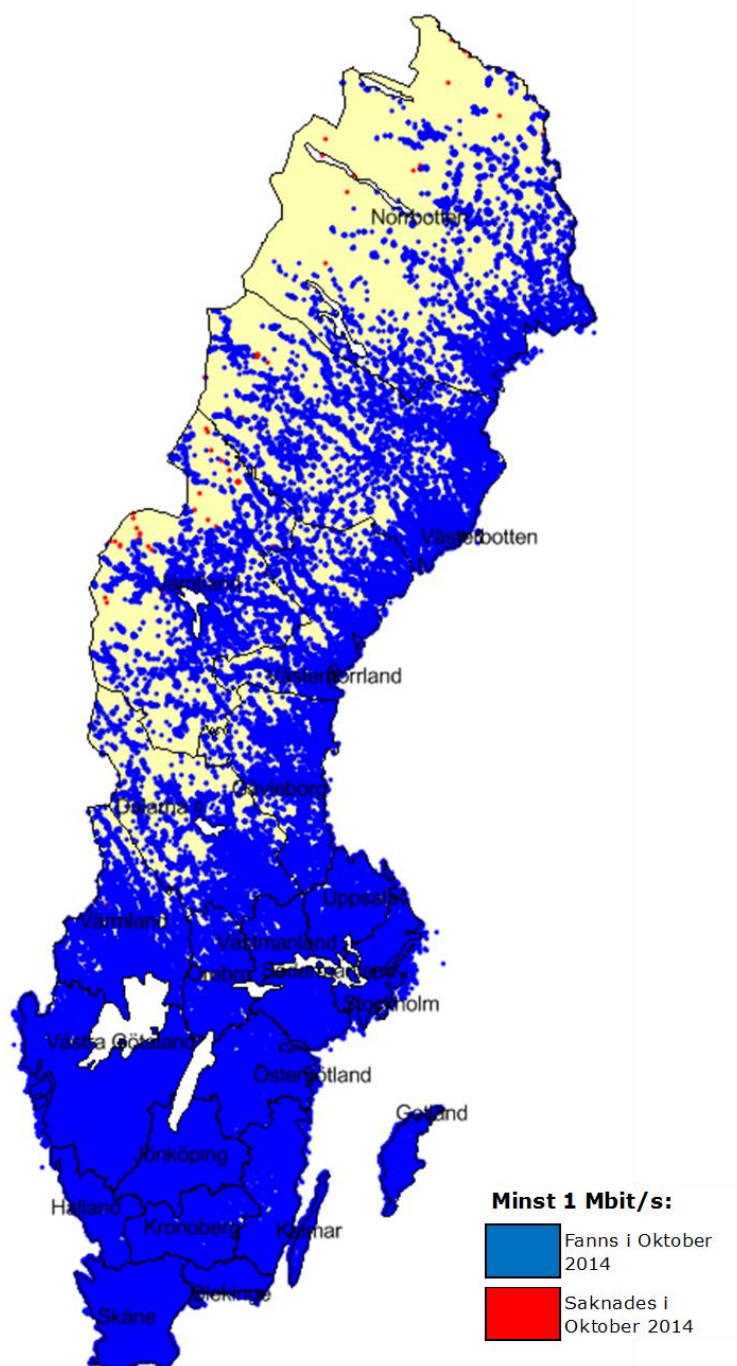 Norrbotten
Västerbotten
Jämtland
Västernorrland
Gävleborg
Dalarna
Uppsala
Värmland
Västmanland
Örebro
Södermanland
Stockholm
Västra Götaland
Östergötland
Gotland
Jönköping
Halland
Kronoberg
Kalmar
Blekinge
Skåne
Minst 1 Mbit/s:
Fanns i Oktober
2014
Saknades i
Oktober 2014